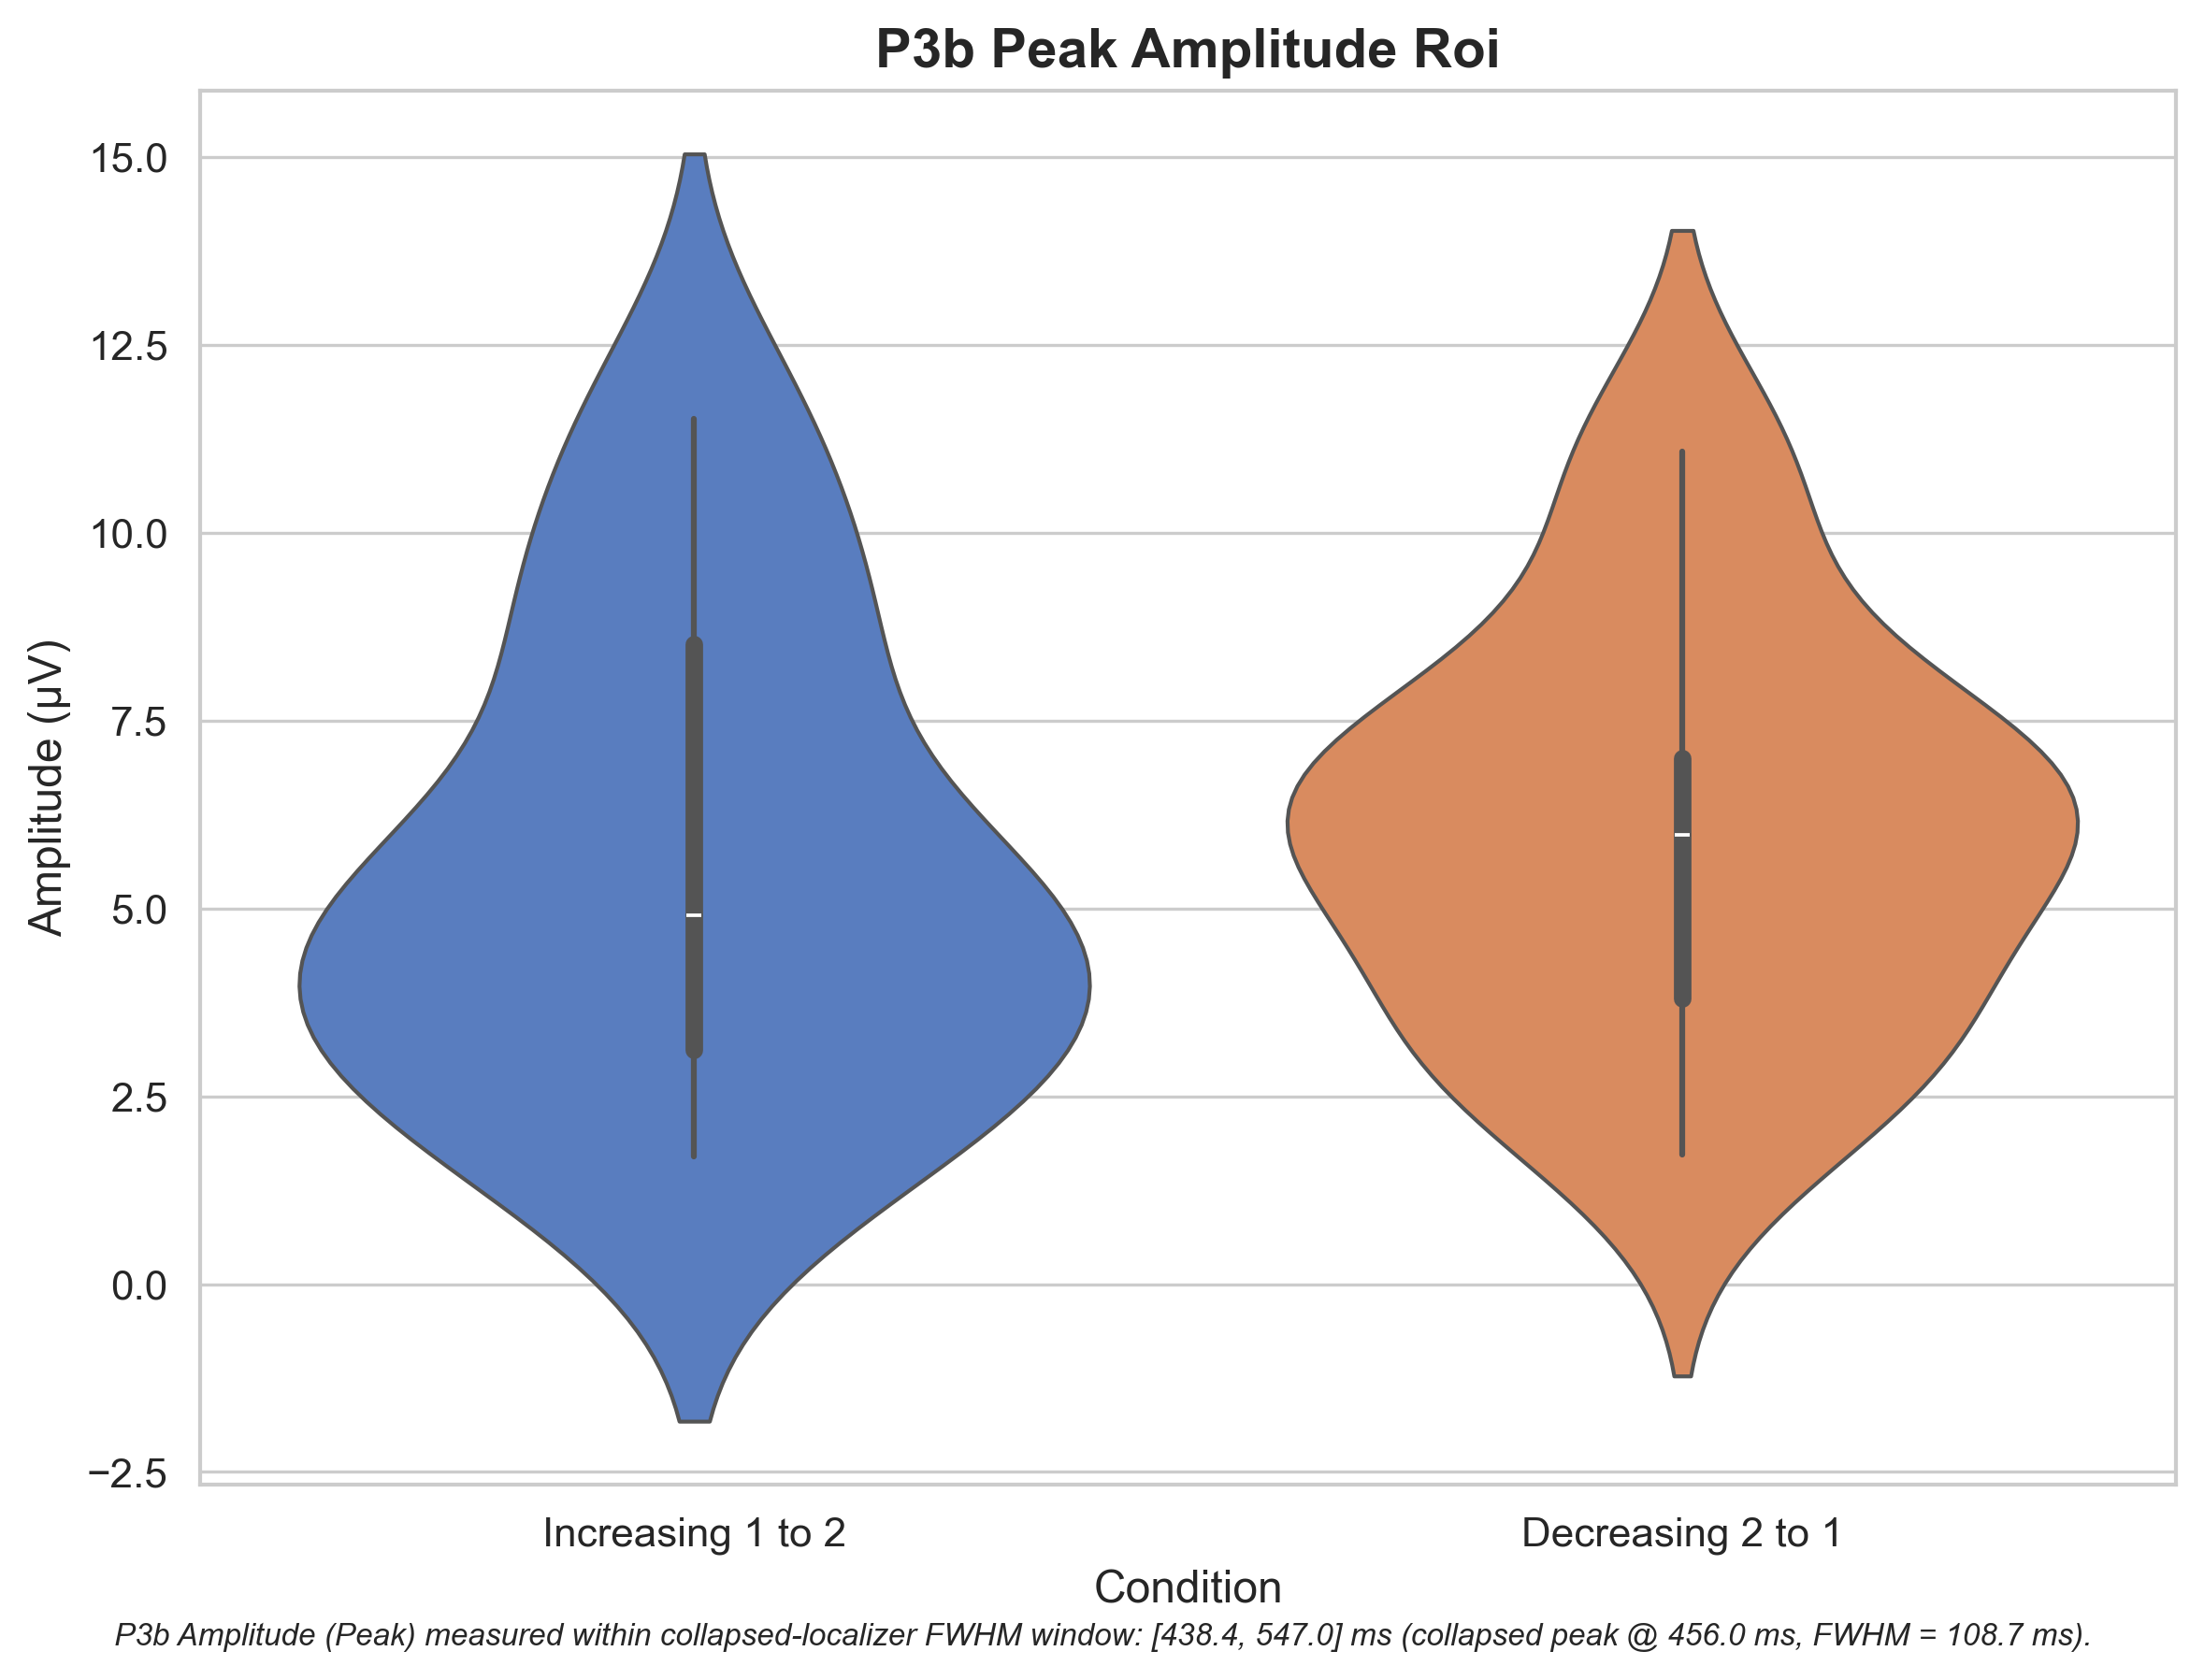 P3b Peak Amplitude Roi
15.0
12.5
10.0
7.5
5.0
2.5
0.0
−2.5
Amplitude (µV)
Increasing 1 to 2
Decreasing 2 to 1
Condition
P3b Amplitude (Peak) measured within collapsed-localizer FWHM window: [438.4, 547.0] ms (collapsed peak @ 456.0 ms, FWHM = 108.7 ms).